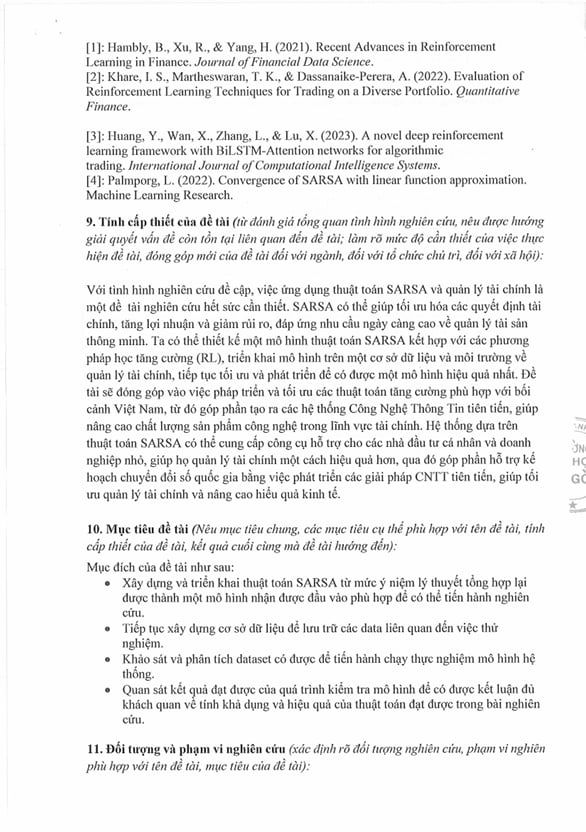 [1]: Hambly, B., Xu, R., & Yang, H. (2021). Recent Advances in Reinforcement
Learning in Finance. Journal of Financial Data Science.
[2]: Khare, I. S., Martheswaran, T. K., & Dassanaike-Perera, A. (2022). Evaluation of
Reinforcement Learning Techniques for Trading on a Diverse Portfolio. Quantitative
Finance.
[3]: Huang, Y., Wan, X., Zhang, L., & Lu, X. (2023). A novel deep reinforcement
learning framework with BiLSTM-Attention networks for algorithmic
trading. International Journal of Computational Intelligence Systems.
[4]: Palmporg, L. (2022). Convergence of SARSA with linear function approximation.
Machine Learning Research.
9. Tính cấp thiết của đề tài (từ đánh giá tổng quan tình hình nghiên cứu, nêu được hướng
giải quyết vấn đề còn tồn tại liên quan đến đề tài; làm rõ mức độ cần thiết của việc thực
hiện đề tài, đóng góp mới của đề tài đối với ngành, đối với tổ chức chủ trì, đối với xã hội):
Với tình hình nghiên cứu đề cập, việc ứng dụng thuật toán SARSA và quản lý tài chính là
một đề tài nghiên cứu hết sức cần thiết. SARSA có thể giúp tối ưu hóa các quyết định tài
chính, tăng lợi nhuận và giảm rủi ro, đáp ứng nhu cầu ngày càng cao về quản lý tài sản
thông minh. Ta có thể thiết kế một mô hình thuật toán SARSA kết hợp với các phương
pháp học tăng cường (RL), triển khai mô hình trên một cơ sở dữ liệu và môi trường về
quản lý tài chính, tiếp tục tối ưu và phát triển để có được một mô hình hiệu quả nhất. Đề
tài sẽ đóng góp vào việc pháp triển và tối ưu các thuật toán tăng cường phù hợp với bối
cảnh Việt Nam, từ đó góp phần tạo ra các hệ thống Công Nghệ Thông Tin tiên tiến, giúp
nâng cao chất lượng sản phẩm công nghệ trong lĩnh vực tài chính. Hệ thống dựa trên
thuật toán SARSA có thể cung cấp công cụ hỗ trợ cho các nhà đầu tư cá nhân và doanh
nghiệp nhỏ, giúp họ quản lý tài chính một cách hiệu quả hơn, qua đó góp phần hỗ trợ kế
hoạch chuyển đổi số quốc gia bằng việc phát triển các giải pháp CNTT tiên tiến, giúp tối
ưu quản lý tài chính và nâng cao hiểu quả kinh tế.
10. Mục tiêu đề tài (Nêu mục tiêu chung, các mục tiêu cụ thể phù hợp với tên đề tài, tính
cấp thiết của đề tài, kết quả cuối cùng mà đề tài hướng đến):
Mục đích của đề tài như sau:
• Xây dựng và triển khai thuật toán SARSA từ mức ý niệm lý thuyết tổng hợp lại
được thành một mô hình nhận được đầu vào phù hợp để có thể tiến hành nghiên
cứu.
• Tiếp tục xây dựng cơ sở dữ liệu để lưu trữ các data liên quan đến việc thử
nghiệm.
• Khảo sát và phân tích dataset có được để tiến hành chạy thực nghiệm mô hình hệ
thống.
• Quan sát kết quả đạt được của quá trình kiểm tra mô hình để có được kết luận đủ
khách quan về tính khả dụng và hiệu quả của thuật toán đạt được trong bài nghiên
cứu.
11. Đối tượng và phạm vi nghiên cứu (xác định rõ đối tượng nghiên cứu, phạm vi nghiên
phù hợp với tên đề tài, mục tiêu của đề tài):